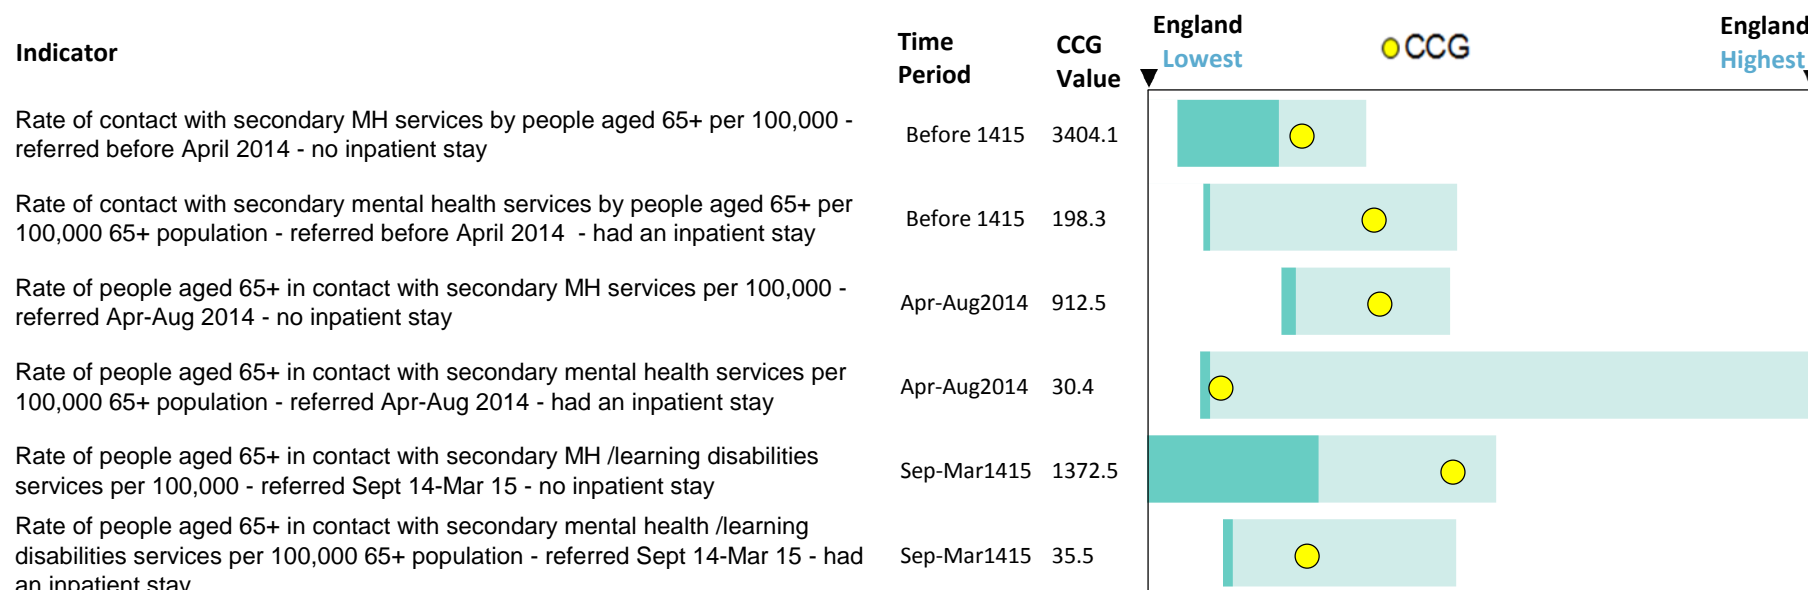 Indicator
Time Period
CCG Value
England Lowest
CCG
England Highest
Rate of contact with secondary MH services by people aged 65+ per 100,000 -
referred before April 2014 - no inpatient stay
Before 1415 3404.1
Rate of contact with secondary mental health services by people aged 65+ per
100,000 65+ population - referred before April 2014 - had an inpatient stay
Before 1415 198.3
Rate of people aged 65+ in contact with secondary MH services per 100,000 -
referred Apr-Aug 2014 - no inpatient stay
Apr-Aug2014 912.5
Rate of people aged 65+ in contact with secondary mental health services per
100,000 65+ population - referred Apr-Aug 2014 - had an inpatient stay
Apr-Aug2014 30.4
Rate of people aged 65+ in contact with secondary MH /learning disabilities
services per 100,000 - referred Sept 14-Mar 15 - no inpatient stay
Sep-Mar1415 1372.5
Rate of people aged 65+ in contact with secondary mental health /learning
disabilities services per 100,000 65+ population - referred Sept 14-Mar 15 - had
an inpatient stay
Sep-Mar1415 35.5